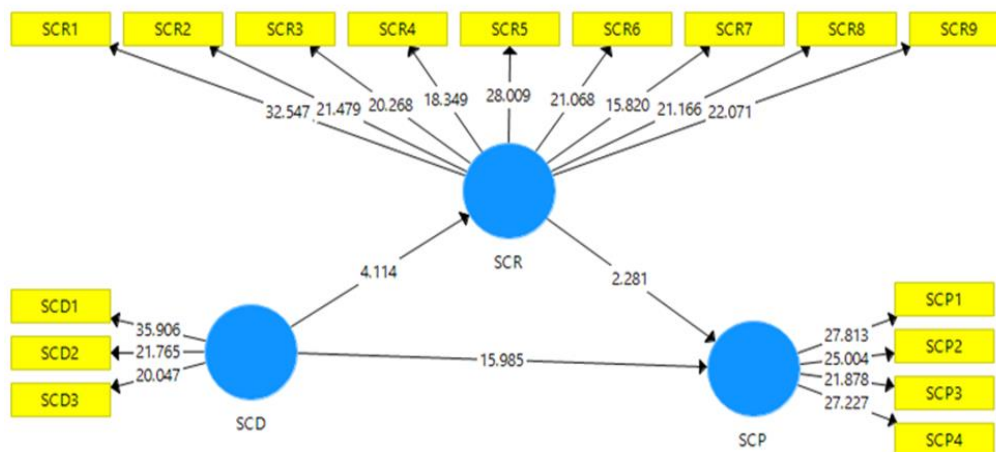 SCR1 SCR2 SCR3 SCR4 SCR5 SCR6 SCR7 SCR8 SCR9
32.547 21.479 20.268 18.349 28.009 21.068 15.820 21.166 22.071
SCR
4.114 2.281
SCD1
SCD2
SCD3
35.906
21.765
20.047
SCD
15.985
SCP
27.813
25.004
21.878
27.227
SCP1
SCP2
SCP3
SCP4